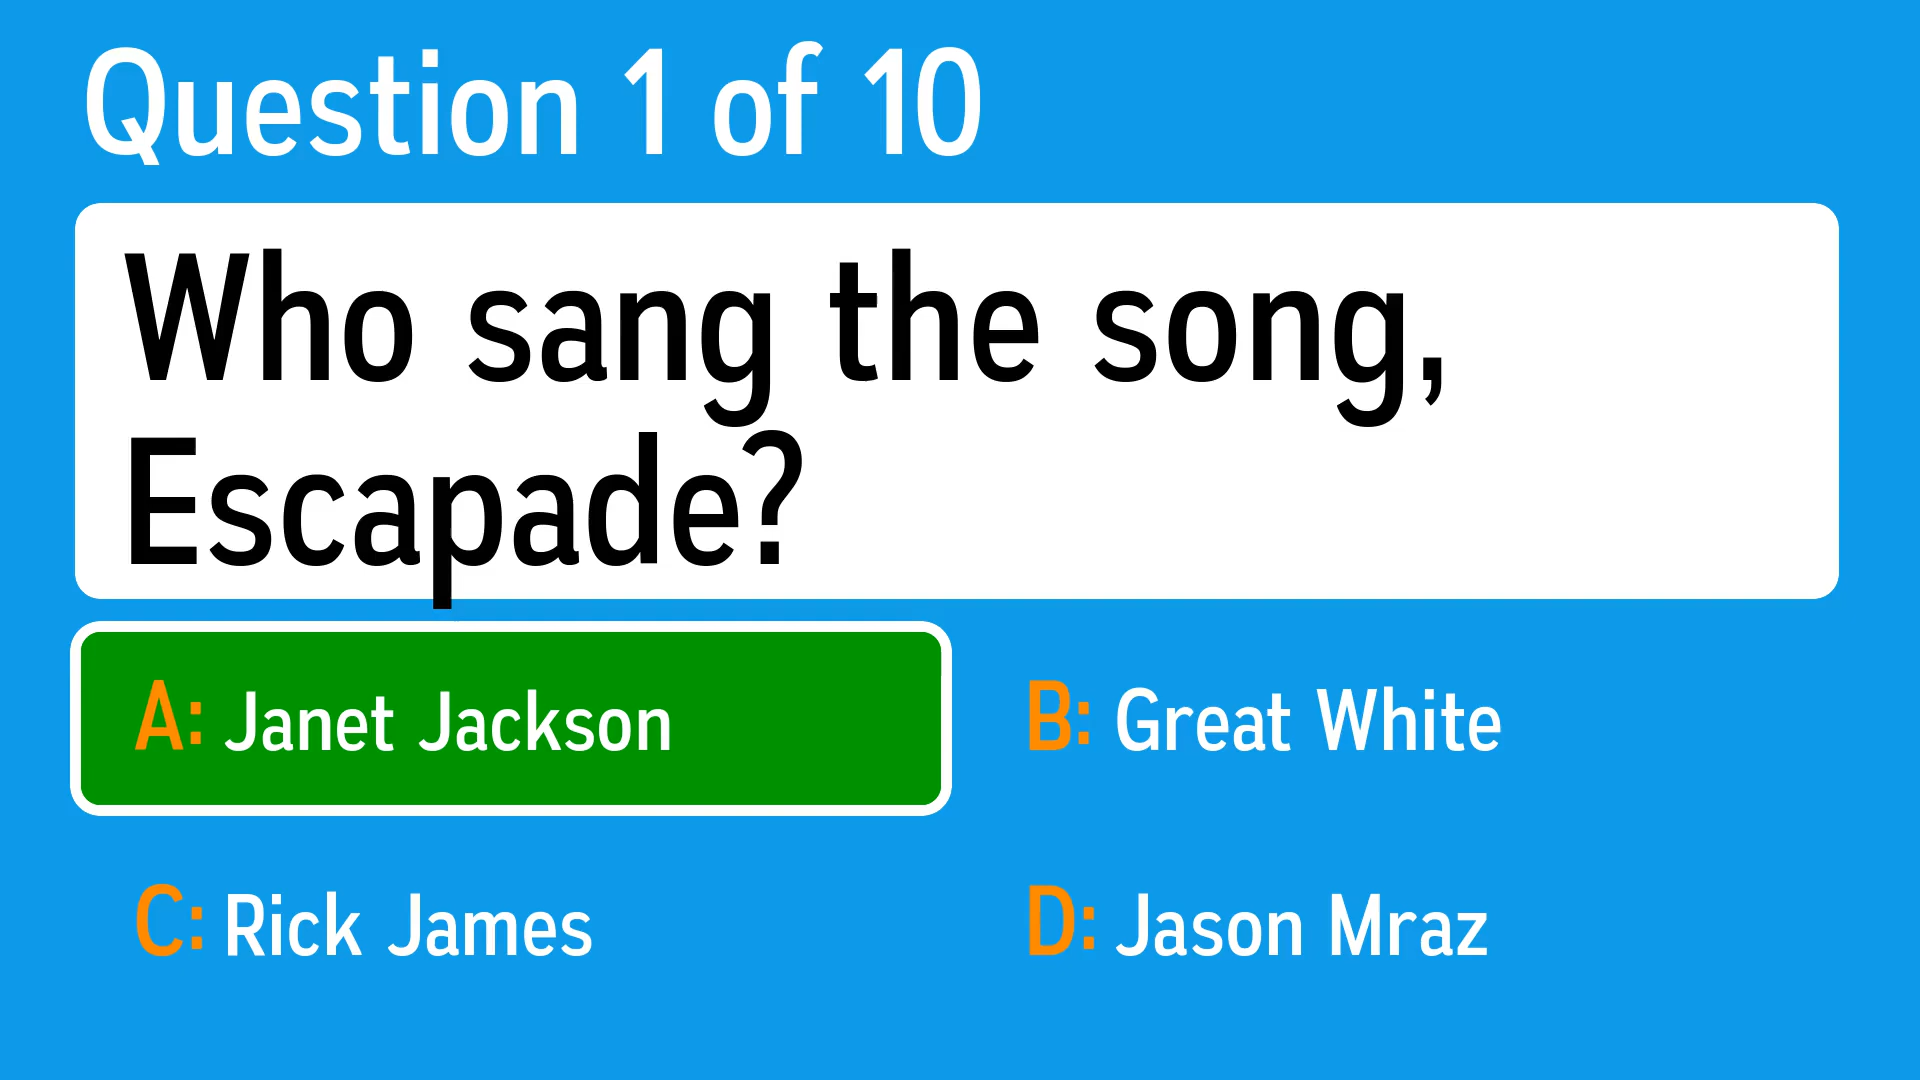 Question 1 of 10
Who sang the song,
Escapade?
A: Janet Jackson
B: Great White
C: Rick James
D: Jason Mraz